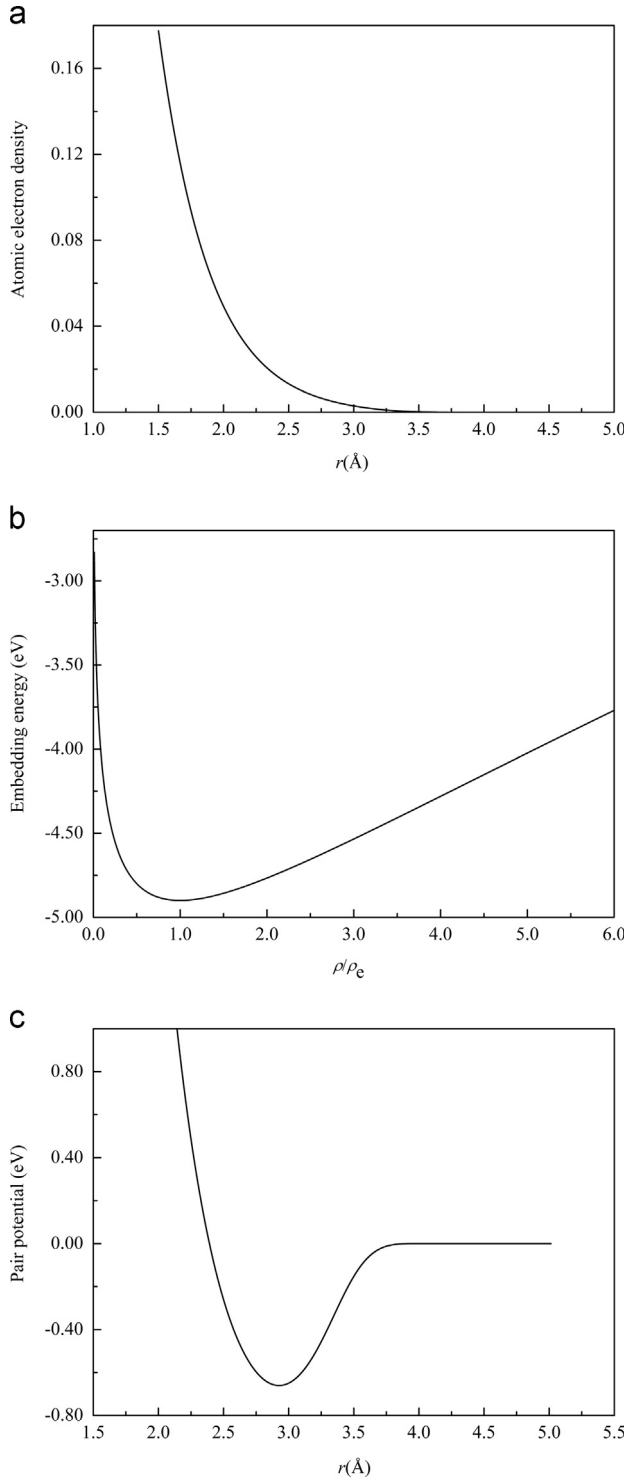 a
0.16
0.12
0.08
0.04
0.00
Atomic electron density
1.0 1.5 2.0 2.5 3.0 3.5 4.0 4.5 5.0
r(Å)
b
-3.00
-3.50
-4.00
-4.50
-5.00
Embedding energy (eV)
0.0 1.0 2.0 3.0 4.0 5.0 6.0
ρ/ρe
c
0.80
0.40
0.00
-0.40
-0.80
Pair potential (eV)
1.5 2.0 2.5 3.0 3.5 4.0 4.5 5.0 5.5
r(Å)